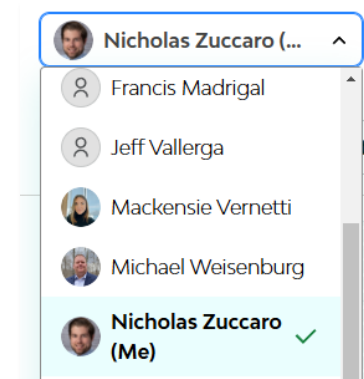 Nicholas Zuccaro (...
Francis Madrigal
Jeff Vallerga
Mackensie Vernetti
Michael Weisenburg
Nicholas Zuccaro
(Me)